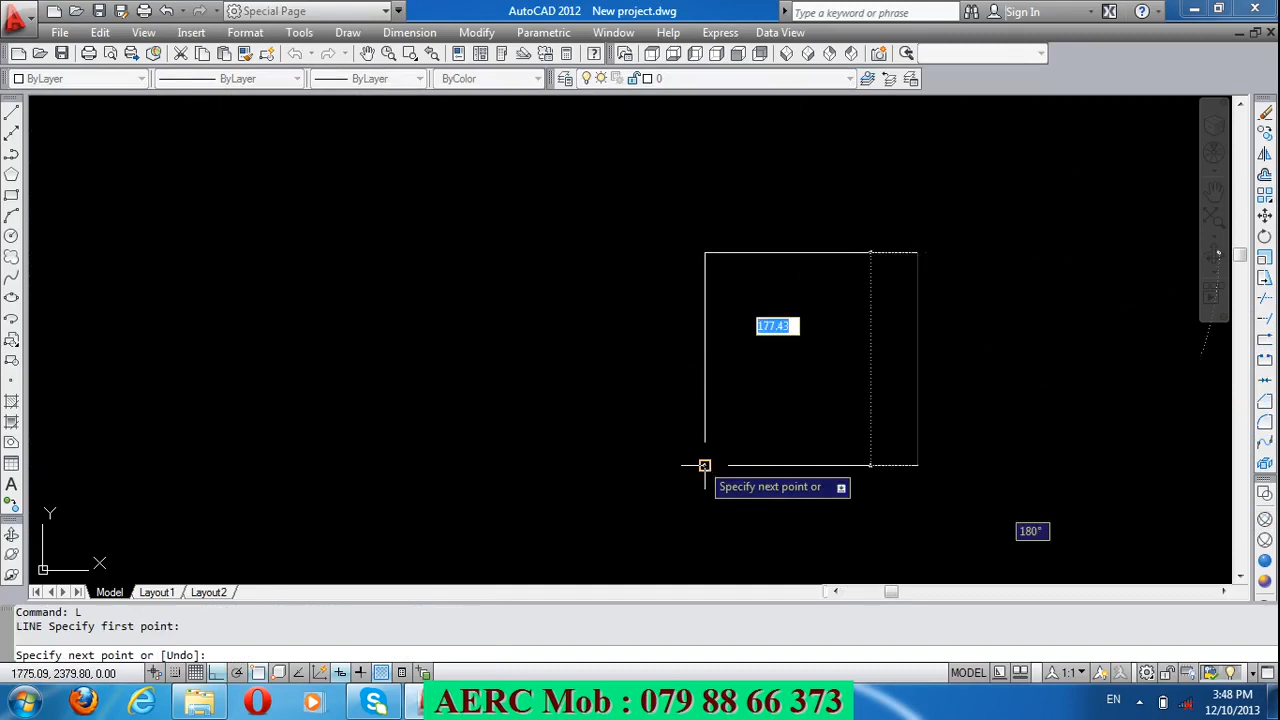 Special Page
AutoCAD 2012 New project.dwg
Type a keyword or phrase
Sign In
File Edit View Insert Format Tools Draw Dimension Modify Parametric Window Help Express Data View
ByLayer ByLayer ByLayer ByColor 0
177.43
Specify next point or
180°
Y
X
Model Layout1 Layout2
Command: L
LINE Specify first point:
Specify next point or [Undo]:
1775.09, 2379.80, 0.00
MODEL
1:1
AERC Mob : 079 88 66 373
EN
3:48 PM
12/10/2013